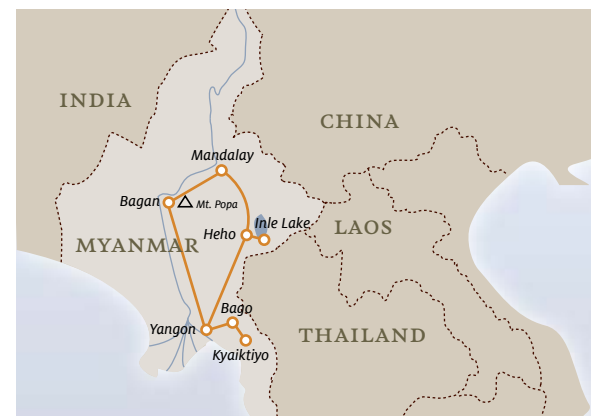 INDIA
CHINA
Mandalay
Bagan
Mt. Popa
Inle Lake
Heho
LAOS
MYANMAR
Bago
Yangon
THAILAND
Kyaiktiyo